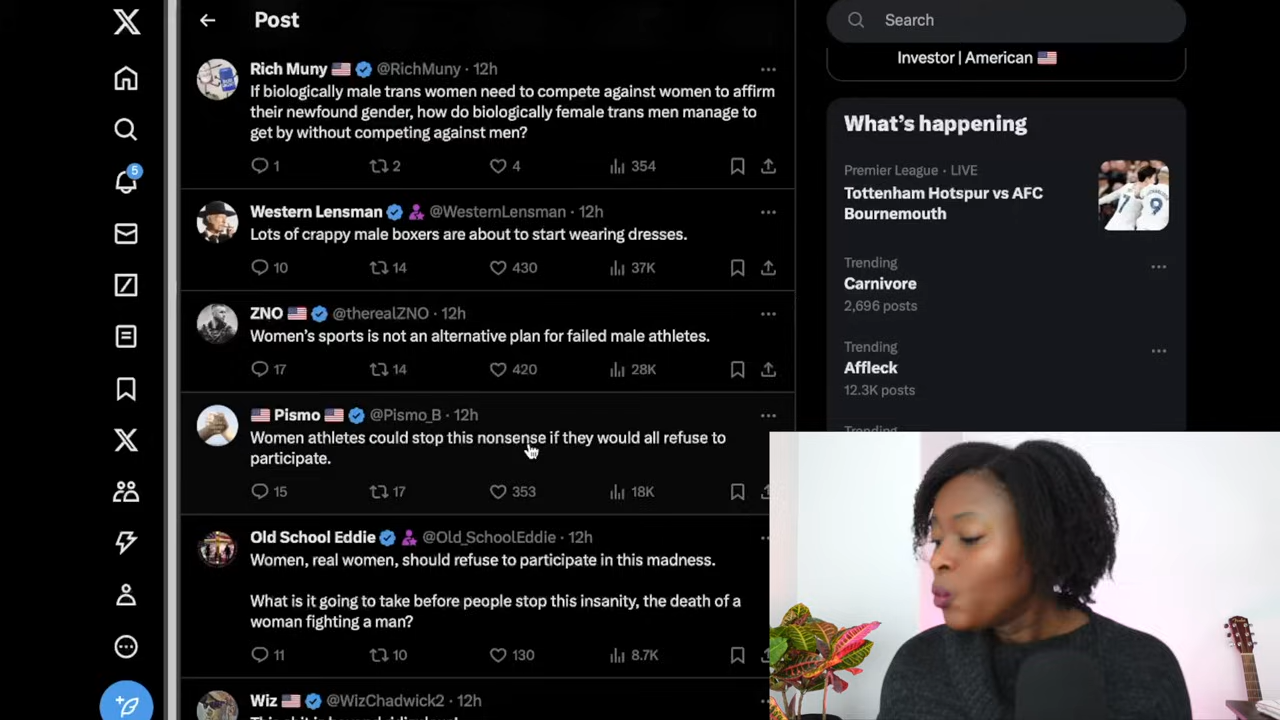 Post
Search
Rich Muny 🇺🇸 @RichMuny · 12h
If biologically male trans women need to compete against women to affirm
their newfound gender, how do biologically female trans men manage to
get by without competing against men?
1 2 4 354
Western Lensman @WesternLensman · 12h
Lots of crappy male boxers are about to start wearing dresses.
10 14 430 37K
ZNO 🇺🇸 @therealZNO · 12h
Women's sports is not an alternative plan for failed male athletes.
17 14 420 28K
🇺🇸 Pismo 🇺🇸 @Pismo_B · 12h
Women athletes could stop this nonsense if they would all refuse to
participate.
15 17 353 18K
Old School Eddie @Old_SchoolEddie · 12h
Women, real women, should refuse to participate in this madness.
What is it going to take before people stop this insanity, the death of a
woman fighting a man?
11 10 130 8.7K
Wiz 🇺🇸 @WizChadwick2 · 12h
5
Investor | American 🇺🇸
What's happening
Premier League · LIVE
Tottenham Hotspur vs AFC
Bournemouth
Trending
Carnivore
2,696 posts
Trending
Affleck
12.3K posts
Trending